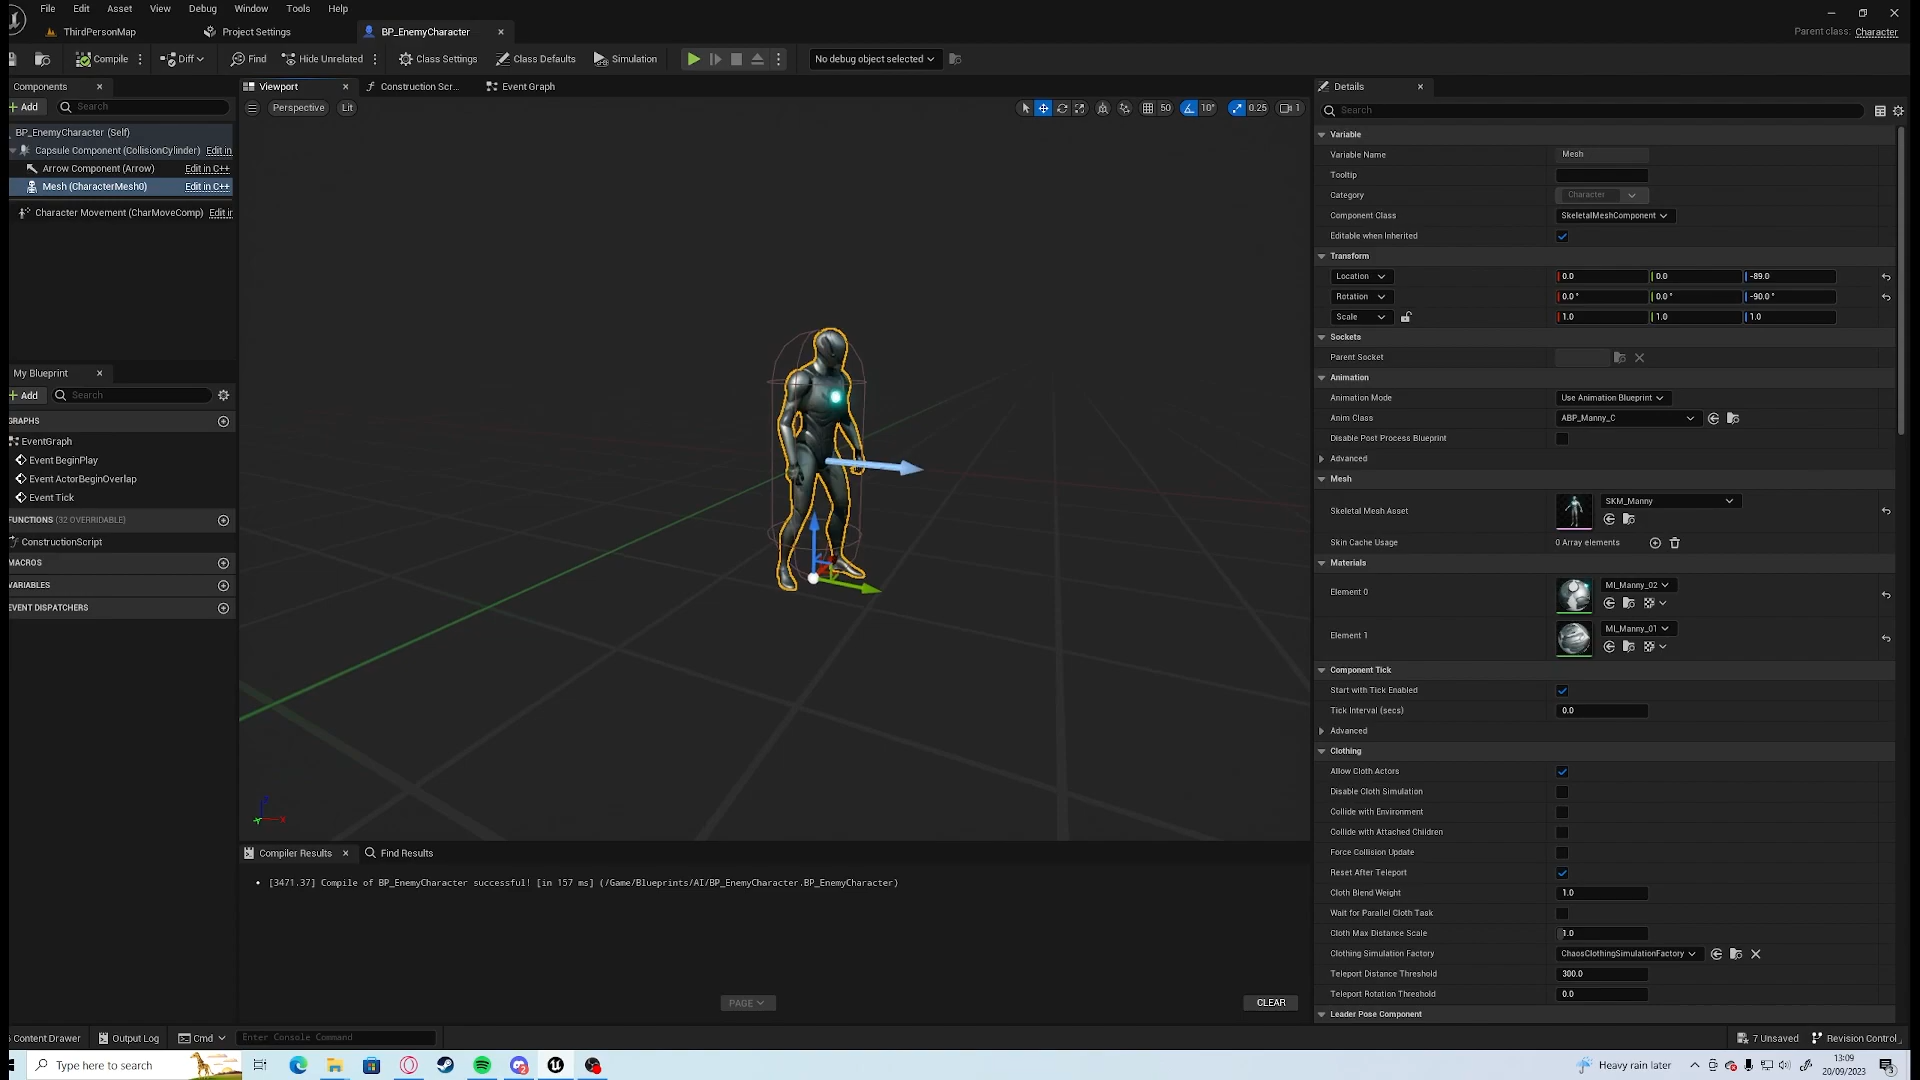 File Edit Asset View Debug Window Tools Help
ThirdPersonMap Project Settings BP_EnemyCharacter
Parent class: Character
Compile Diff Find Hide Unrelated Class Settings Class Defaults Simulation No debug object selected
Components
Add Search
BP_EnemyCharacter (Self)
Capsule Component (CollisionCylinder) Edit in
Arrow Component (Arrow) Edit in C++
Mesh (CharacterMesh0) Edit in C++
Character Movement (CharMoveComp) Edit in
My Blueprint
Add Search
GRAPHS
EventGraph
Event BeginPlay
Event ActorBeginOverlap
Event Tick
FUNCTIONS (32 OVERRIDABLE)
ConstructionScript
MACROS
VARIABLES
EVENT DISPATCHERS
Viewport Construction Scr... Event Graph
Perspective Lit 50 10° 0.25 1
Compiler Results Find Results
• [3471.37] Compile of BP_EnemyCharacter successful! [in 157 ms] (/Game/Blueprints/AI/BP_EnemyCharacter.BP_EnemyCharacter)
PAGE CLEAR
Details
Search
Variable
Variable Name Mesh
Tooltip
Category Character
Component Class SkeletalMeshComponent
Editable when Inherited
Transform
Location 0.0 0.0 -89.0
Rotation 0.0 ° 0.0 ° -90.0 °
Scale 1.0 1.0 1.0
Sockets
Parent Socket
Animation
Animation Mode Use Animation Blueprint
Anim Class ABP_Manny_C
Disable Post Process Blueprint
Advanced
Mesh
Skeletal Mesh Asset SKM_Manny
Skin Cache Usage 0 Array elements
Materials
Element 0 MI_Manny_02
Element 1 MI_Manny_01
Component Tick
Start with Tick Enabled
Tick Interval (secs) 0.0
Advanced
Clothing
Allow Cloth Actors
Disable Cloth Simulation
Collide with Environment
Collide with Attached Children
Force Collision Update
Reset After Teleport
Cloth Blend Weight 1.0
Wait for Parallel Cloth Task
Cloth Max Distance Scale 1.0
Clothing Simulation Factory ChaosClothingSimulationFactory
Teleport Distance Threshold 300.0
Teleport Rotation Threshold 0.0
Leader Pose Component
Content Drawer Output Log Cmd Enter Console Command 7 Unsaved Revision Control
Type here to search Heavy rain later 13:09
20/09/2023